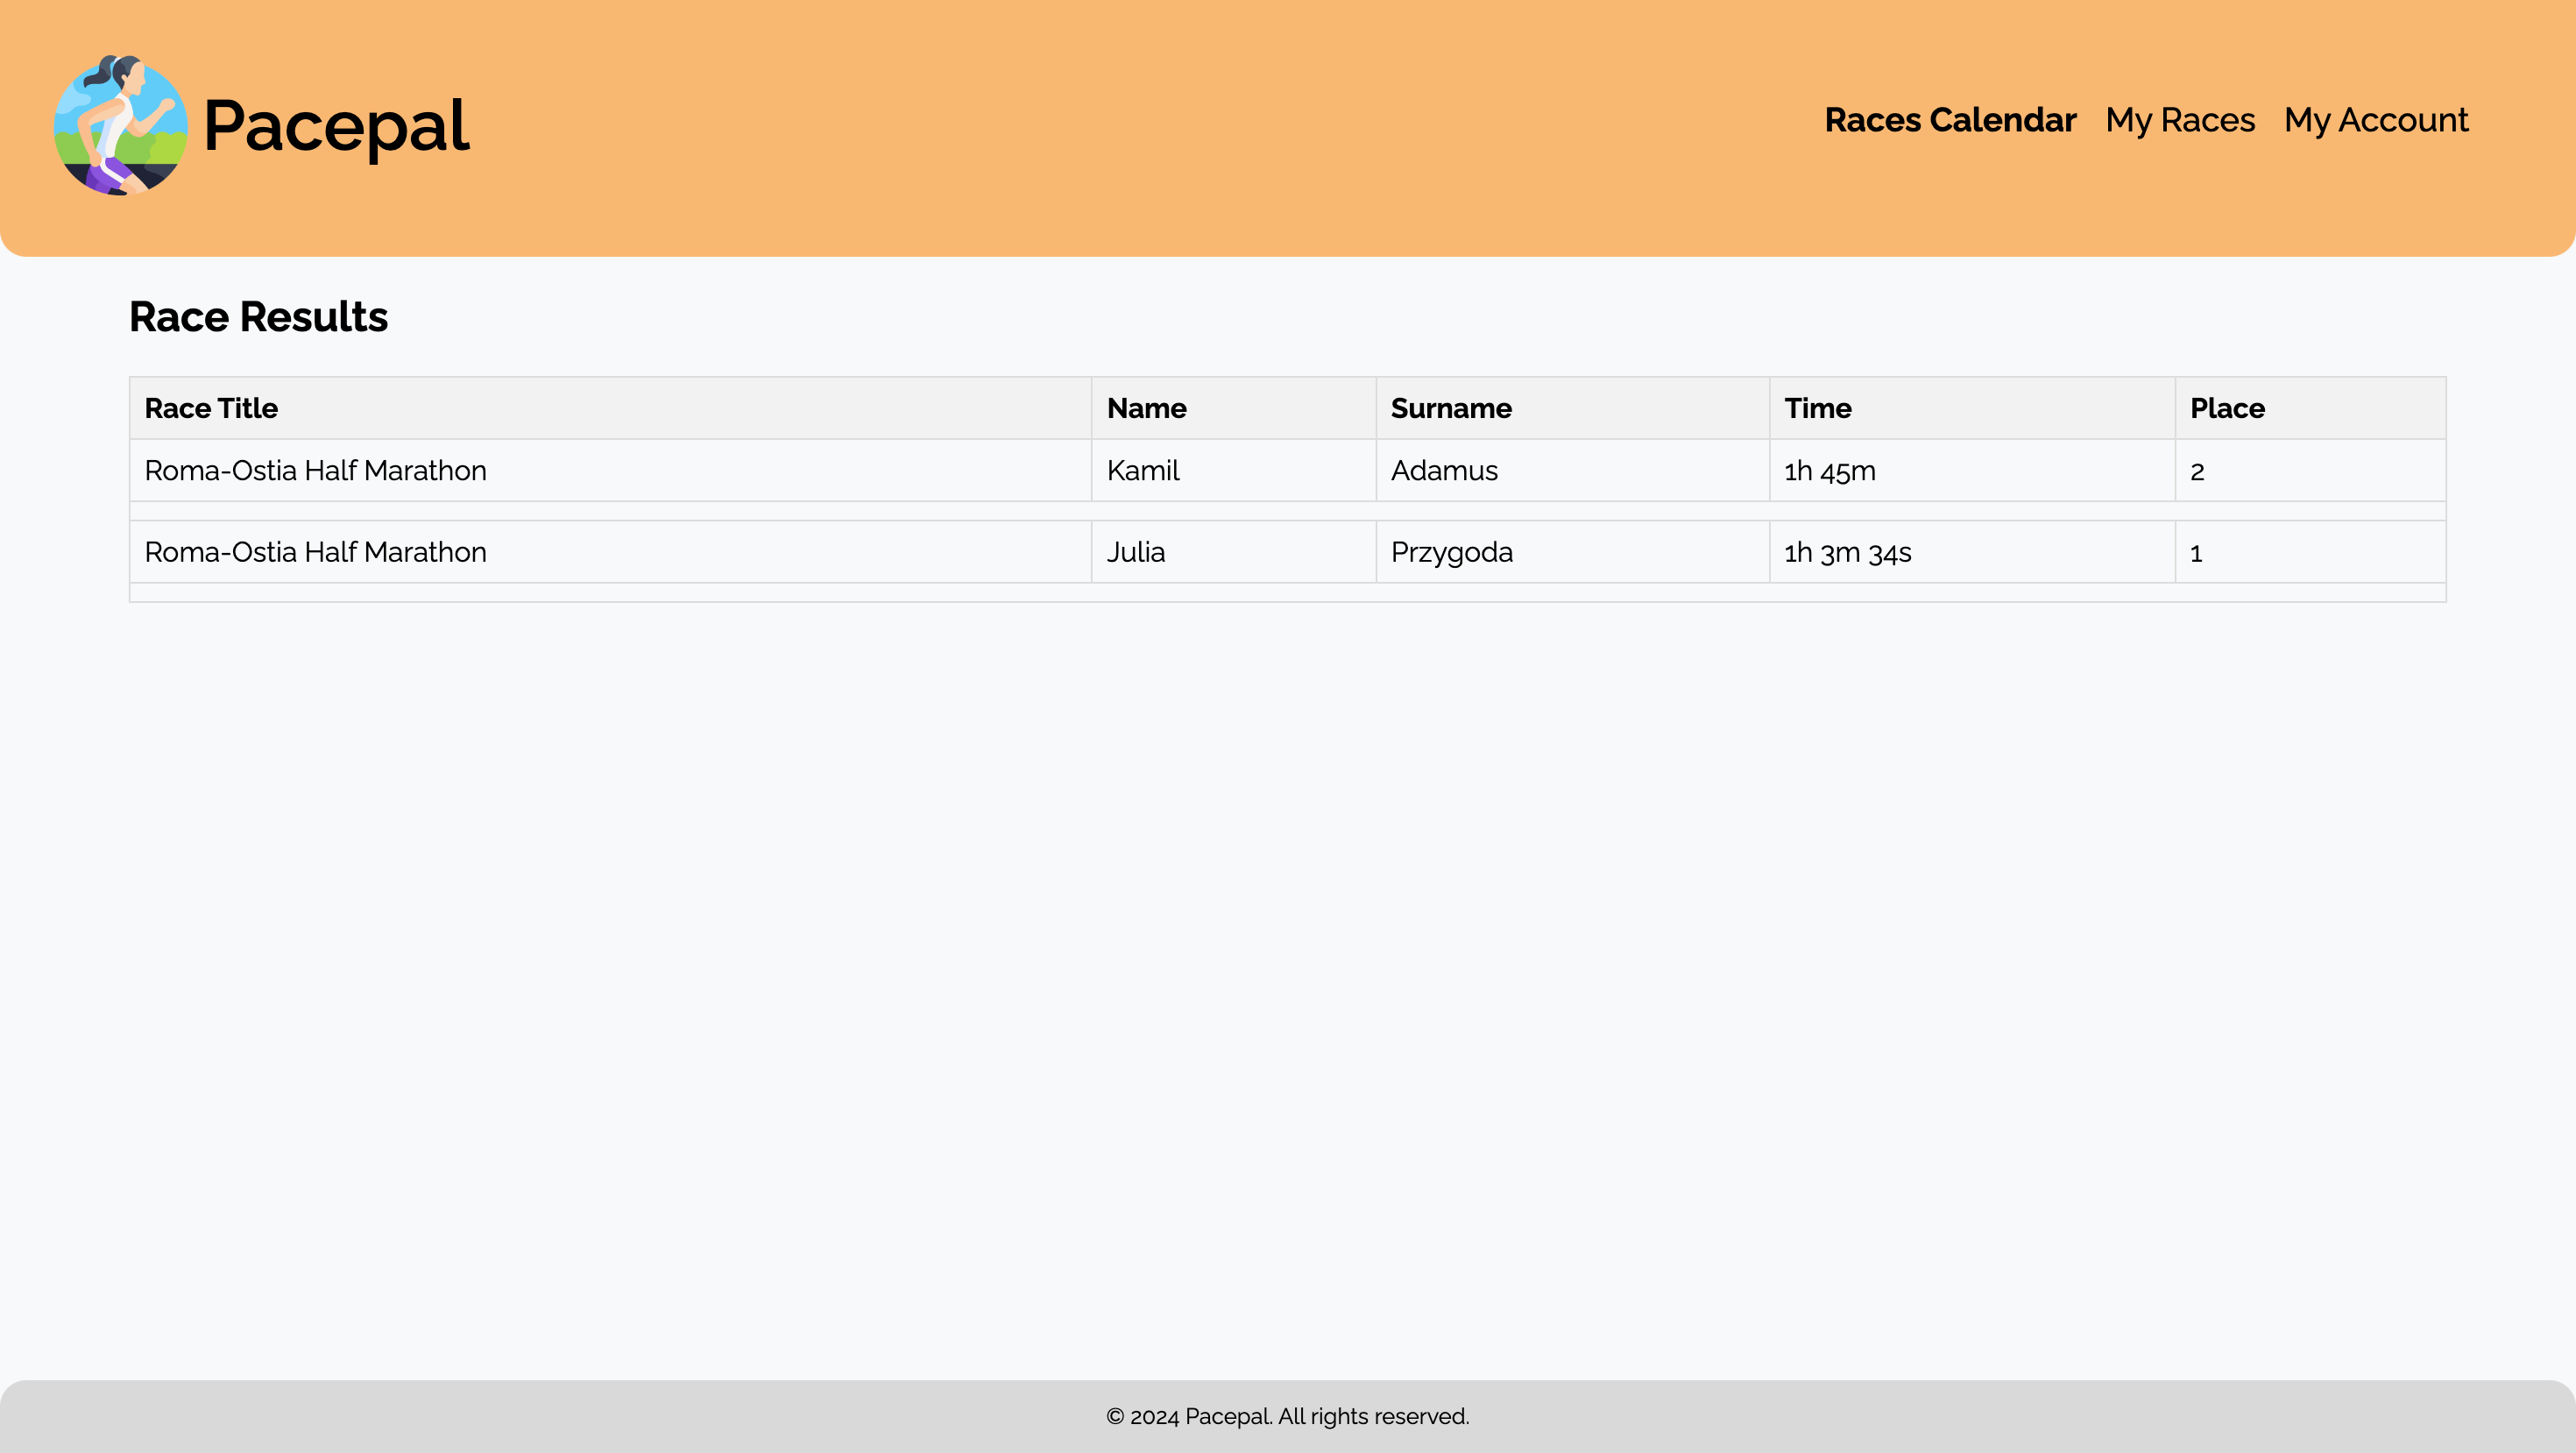 Pacepal
Races Calendar My Races My Account
Race Results
Race Title Name Surname Time Place
Roma-Ostia Half Marathon Kamil Adamus 1h 45m 2
Roma-Ostia Half Marathon Julia Przygoda 1h 3m 34s 1
© 2024 Pacepal. All rights reserved.